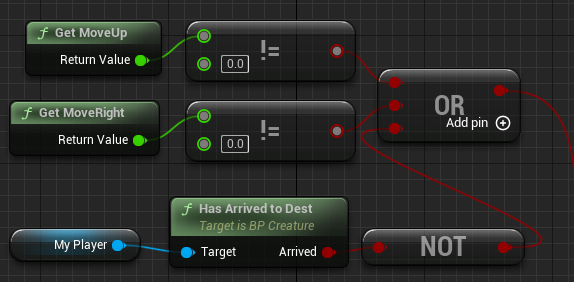 f Get MoveUp
Return Value
0.0
!=
f Get MoveRight
Return Value
0.0
!=
OR
Add pin
My Player
f Has Arrived to Dest
Target is BP Creature
Target
Arrived
NOT